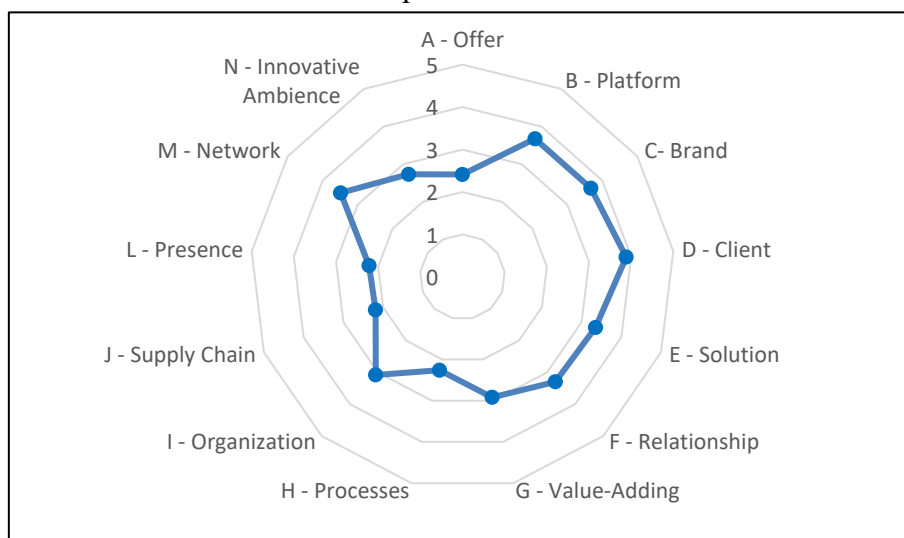 A - Offer
B - Platform
C- Brand
D - Client
E - Solution
F - Relationship
G - Value-Adding
H - Processes
I - Organization
J - Supply Chain
L - Presence
M - Network
N - Innovative
Ambience
5
4
3
2
1
0